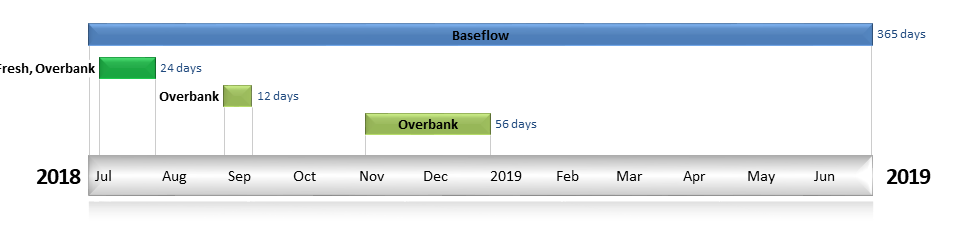 Baseflow 365 days
Fresh, Overbank 24 days
Overbank 12 days
Overbank 56 days
2018 Jul Aug Sep Oct Nov Dec 2019 Feb Mar Apr May Jun 2019